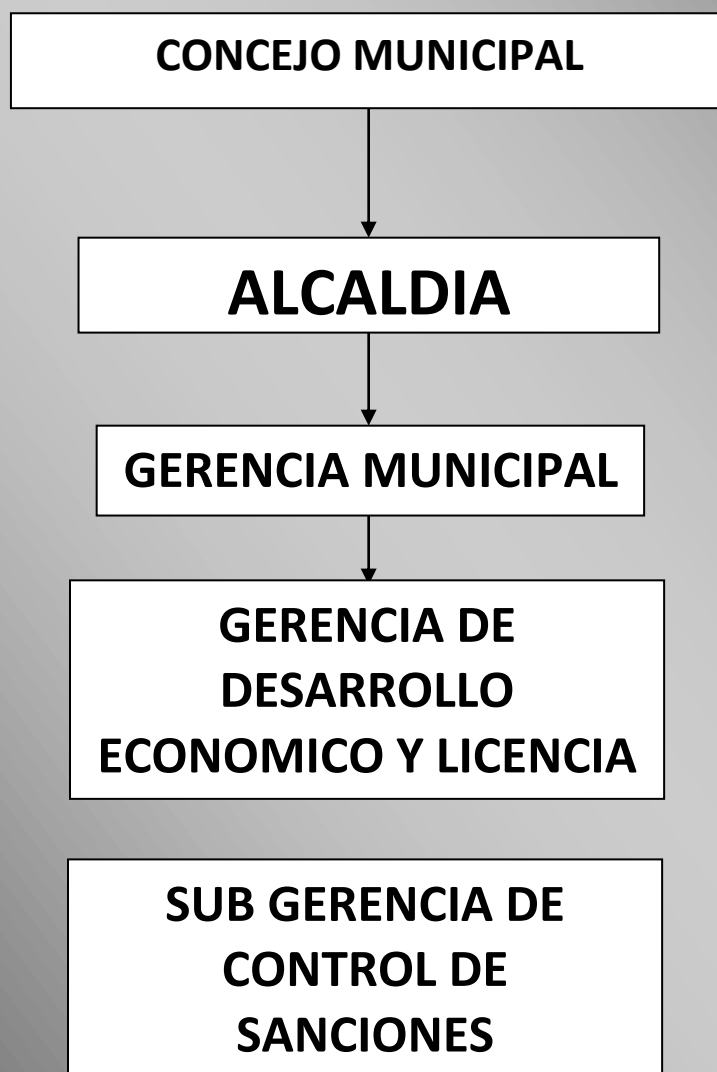 CONCEJO MUNICIPAL
ALCALDIA
GERENCIA MUNICIPAL
GERENCIA DE
DESARROLLO
ECONOMICO Y LICENCIA
SUB GERENCIA DE
CONTROL DE
SANCIONES